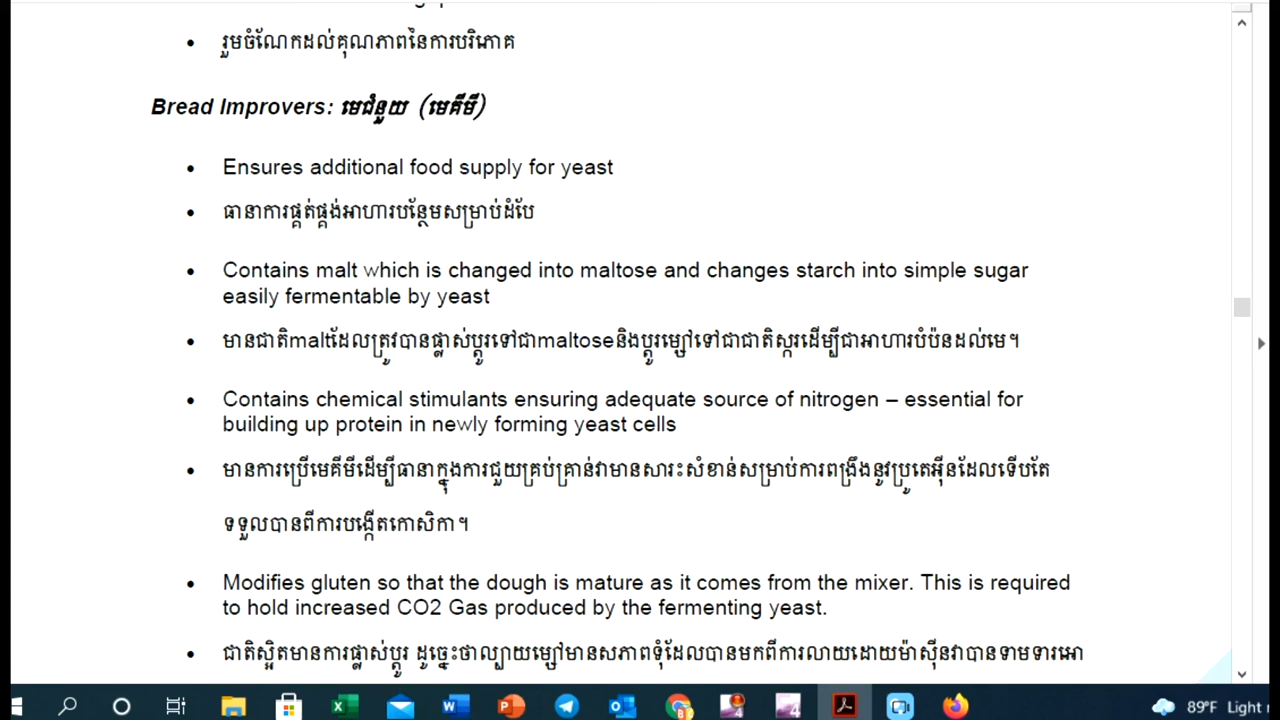 រួមចំណែកដល់គុណភាពនៃការបរិភោគ
Bread Improvers: មេជំនួយ (មេគីមី)
Ensures additional food supply for yeast
ធានាការផ្គត់ផ្គង់អាហារបន្ថែមសម្រាប់ដំបែ
Contains malt which is changed into maltose and changes starch into simple sugar
easily fermentable by yeast
មានជាតិmaltដែលត្រូវបានផ្លាស់ប្តូរទៅជាmaltoseនិងប្តូរម្សៅទៅជាជាតិស្ករដើម្បីជាអាហារបំប៉នដល់មេ។
Contains chemical stimulants ensuring adequate source of nitrogen – essential for
building up protein in newly forming yeast cells
មានការប្រើមេគីមីដើម្បីធានាក្នុងការជួយគ្រប់គ្រាន់វាមានសារះសំខាន់សម្រាប់ការពង្រឹងនូវប្រូតេអ៊ីនដែលទើបតែ
ទទួលបានពីការបង្កើតកោសិកា។
Modifies gluten so that the dough is mature as it comes from the mixer. This is required
to hold increased CO2 Gas produced by the fermenting yeast.
ជាតិស្អិតមានការផ្លាស់ប្តូរ ដូច្នេះថាល្បាយម្សៅមានសភាពទុំដែលបានមកពីការលាយដោយម៉ាស៊ីនវាបានទាមទារអោ
89°F Light